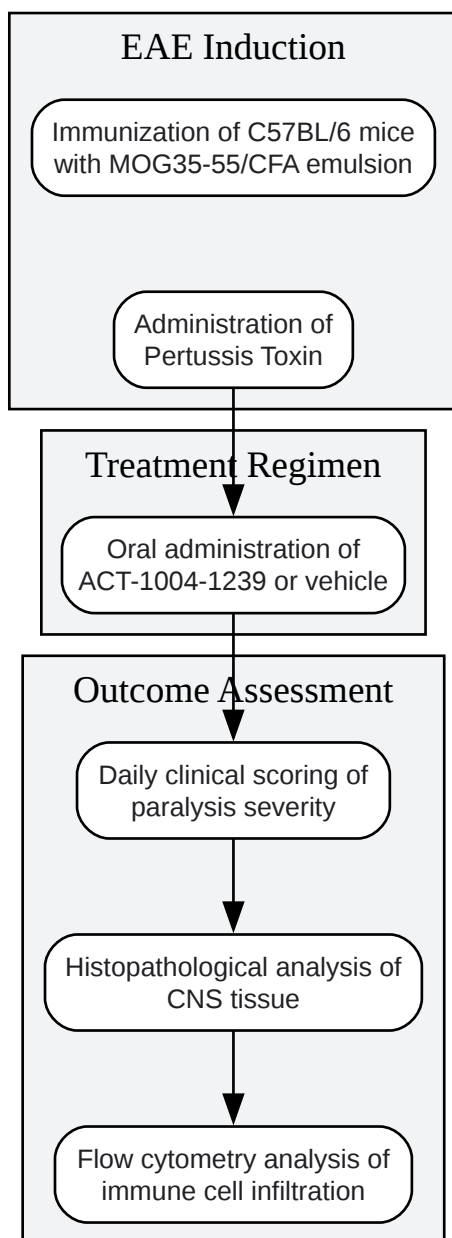 EAE Induction
Immunization of C57BL/6 mice
with MOG35-55/CFA emulsion
Administration of
Pertussis Toxin
Treatment Regimen
Oral administration of
ACT-1004-1239 or vehicle
Outcome Assessment
Daily clinical scoring of
paralysis severity
Histopathological analysis of
CNS tissue
Flow cytometry analysis of
immune cell infiltration